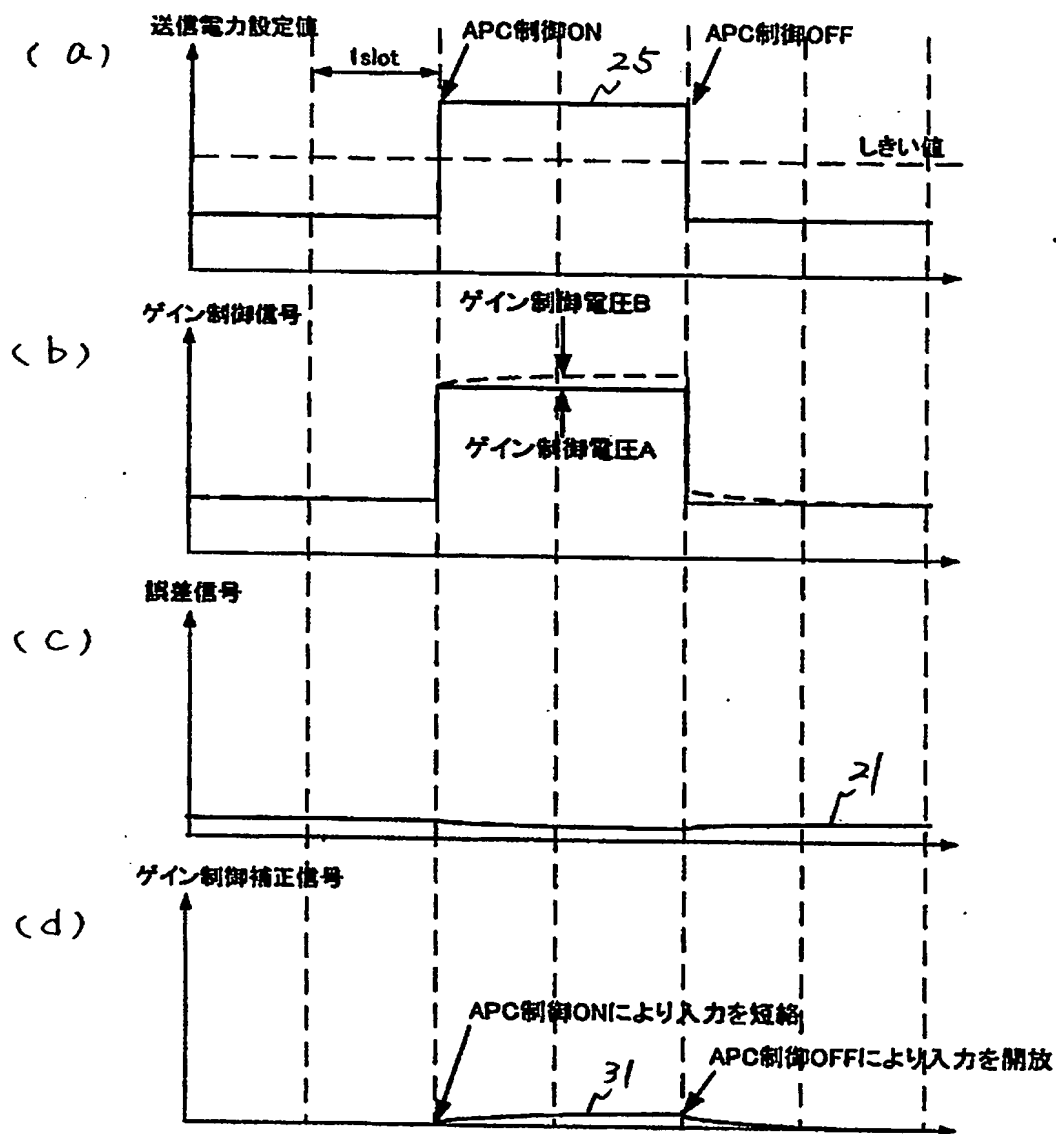 (a)
送信電力設定値
1slot
APC制御ON
25
APC制御OFF
しきい値
(b)
ゲイン制御信号
ゲイン制御電圧B
ゲイン制御電圧A
(c)
誤差信号
21
(d)
ゲイン制御補正信号
APC制御ONにより入力を短絡
31
APC制御OFFにより入力を開放